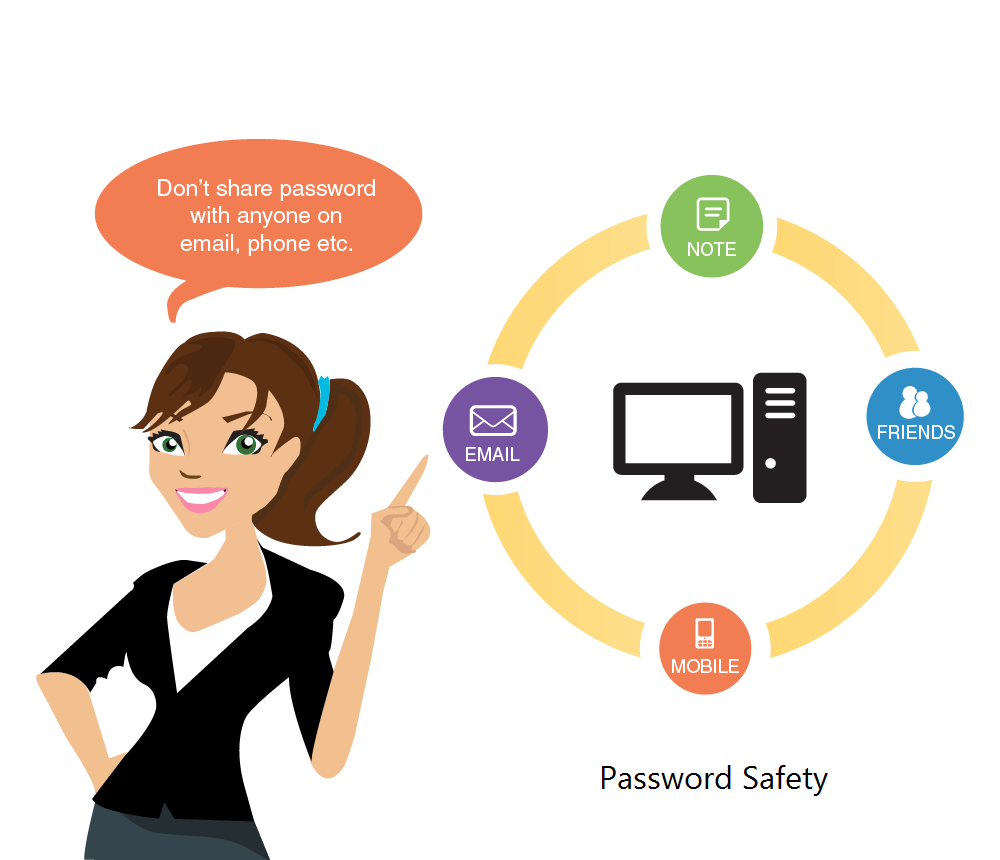 Don’t share password
with anyone on
email, phone etc.
NOTE
EMAIL
FRIENDS
MOBILE
Password Safety